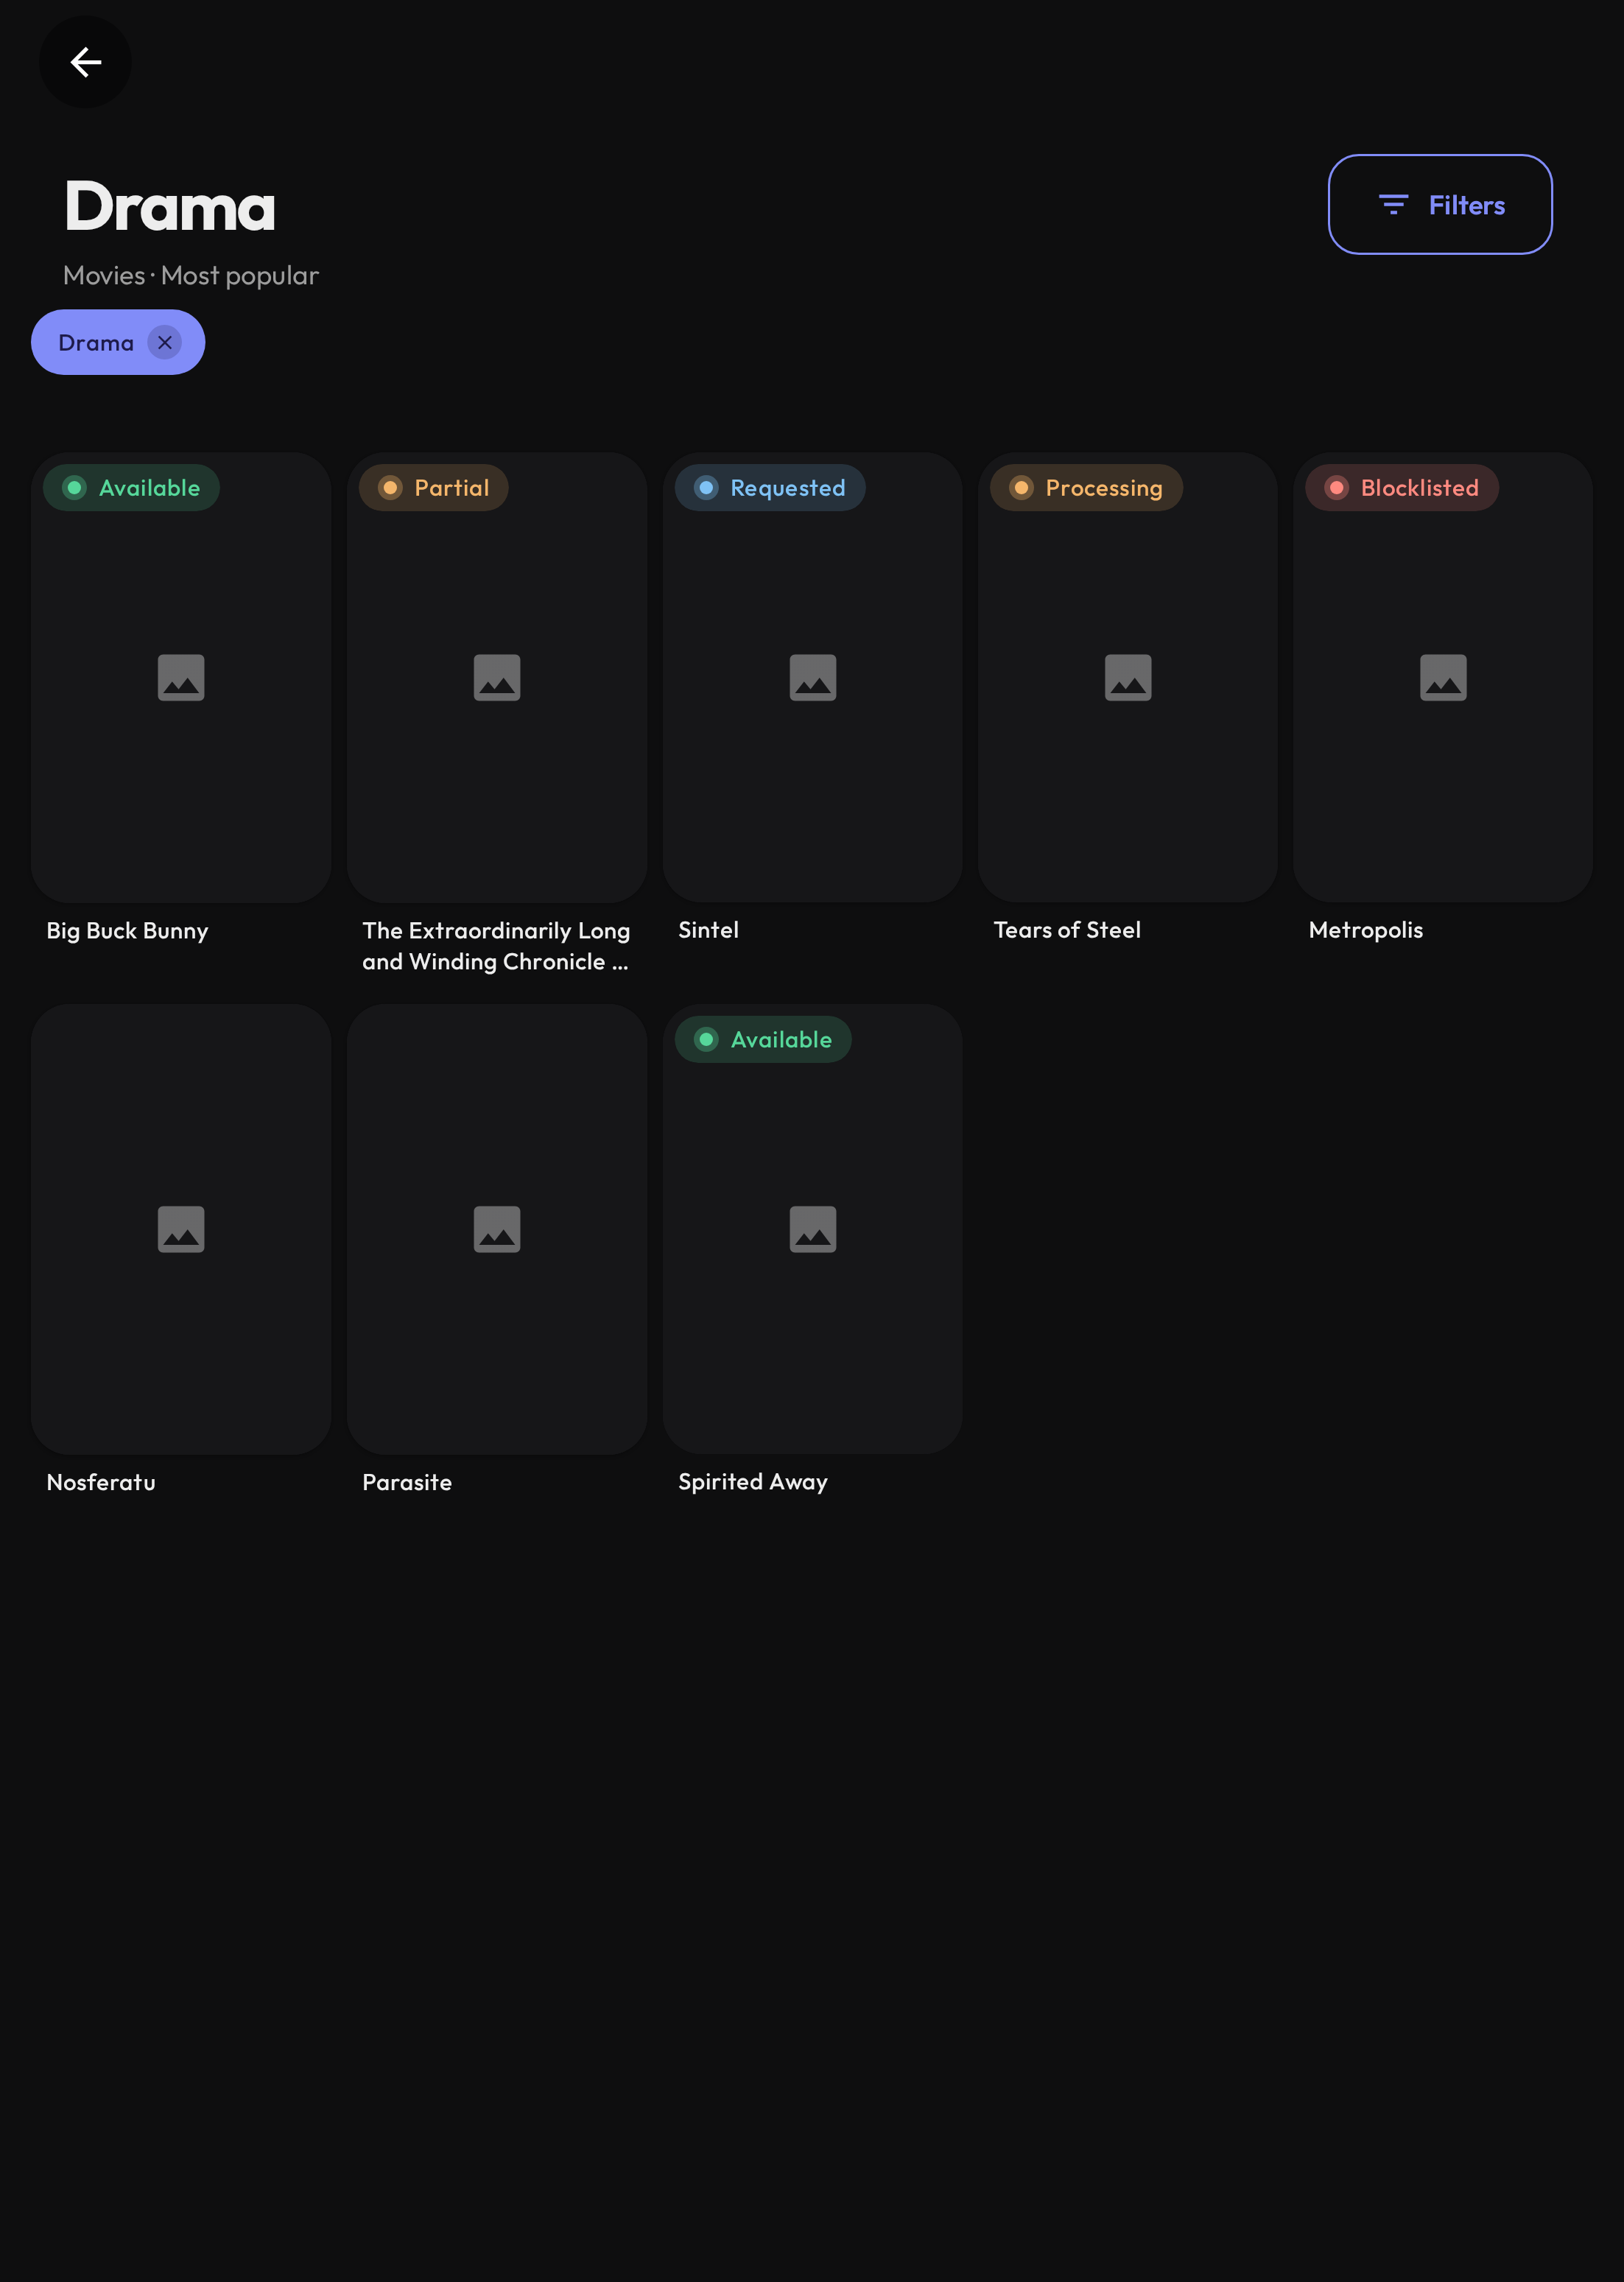 Drama
Filters
Movies · Most popular
Drama
Available
Partial
Requested
Processing
Blocklisted
Big Buck Bunny
The Extraordinarily Long
and Winding Chronicle ...
Sintel
Tears of Steel
Metropolis
Available
Nosferatu
Parasite
Spirited Away